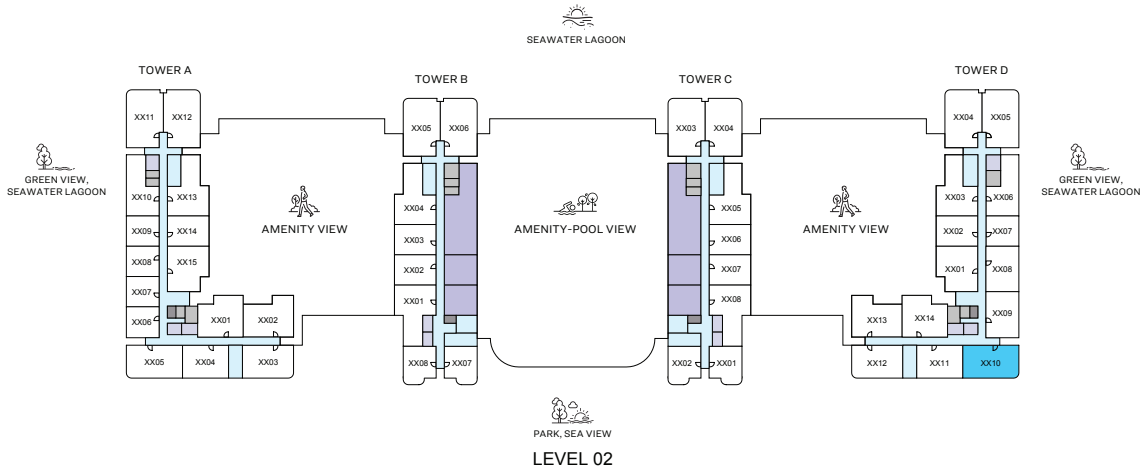 SEAWATER LAGOON
TOWER A
TOWER B
TOWER C
TOWER D
XX11
XX12
XX05
XX06
XX03
XX04
XX04
XX05
GREEN VIEW,
SEAWATER LAGOON
GREEN VIEW,
SEAWATER LAGOON
XX10
XX13
XX09
XX14
XX08
XX15
XX07
XX06
XX01
XX02
XX05
XX04
XX03
AMENITY VIEW
XX04
XX03
XX02
XX01
XX08
XX07
AMENITY-POOL VIEW
XX05
XX06
XX07
XX08
XX02
XX01
AMENITY VIEW
XX03
XX06
XX02
XX07
XX01
XX08
XX09
XX13
XX14
XX12
XX11
XX10
PARK, SEA VIEW
LEVEL 02